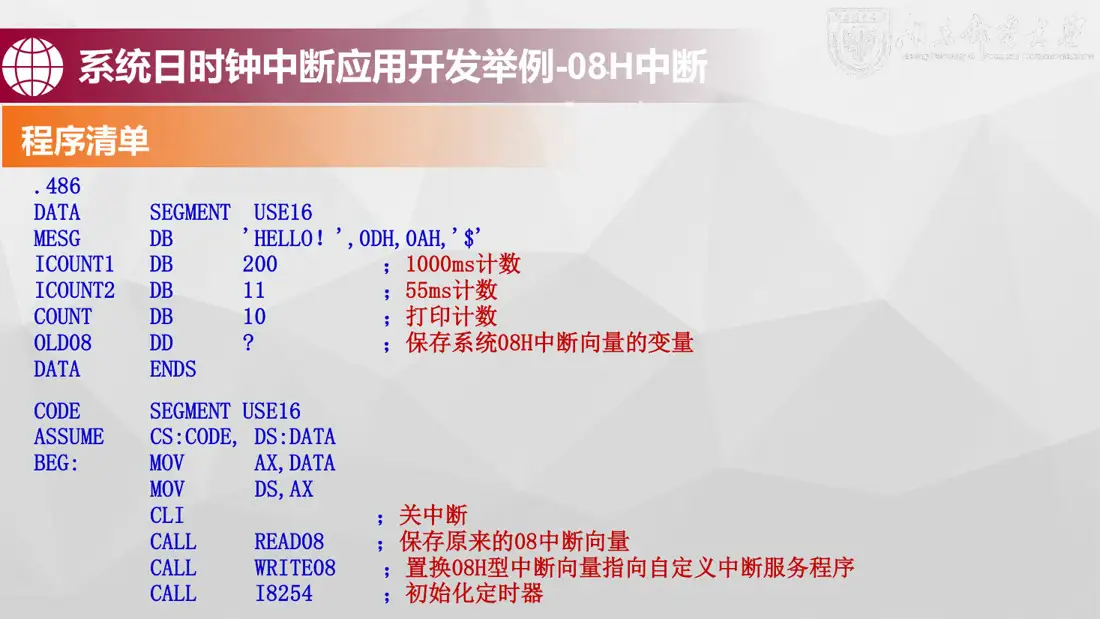 系统日时钟中断应用开发举例-08H中断
程序清单
.486
DATA SEGMENT USE16
MESG DB 'HELLO！',0DH,0AH,'$'
ICOUNT1 DB 200 ；1000ms计数
ICOUNT2 DB 11 ；55ms计数
COUNT DB 10 ；打印计数
OLD08 DD ? ；保存系统08H中断向量的变量
DATA ENDS
CODE SEGMENT USE16
ASSUME CS:CODE, DS:DATA
BEG: MOV AX,DATA
MOV DS,AX
CLI ；关中断
CALL READ08 ；保存原来的08中断向量
CALL WRITE08 ；置换08H型中断向量指向自定义中断服务程序
CALL I8254 ；初始化定时器